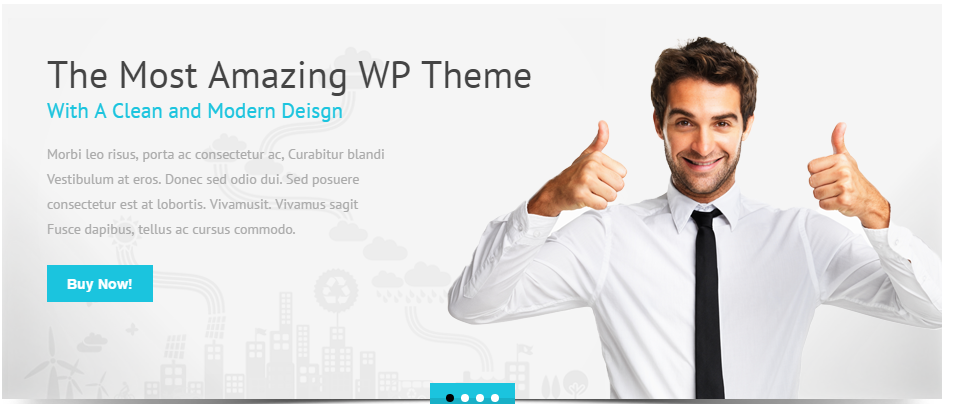 The Most Amazing WP Theme
With A Clean and Modern Deisgn
Morbi leo risus, porta ac consectetur ac, Curabitur blandi
Vestibulum at eros. Donec sed odio dui. Sed posuere
consectetur est at lobortis. Vivamusit. Vivamus sagit
Fusce dapibus, tellus ac cursus commodo.
Buy Now!